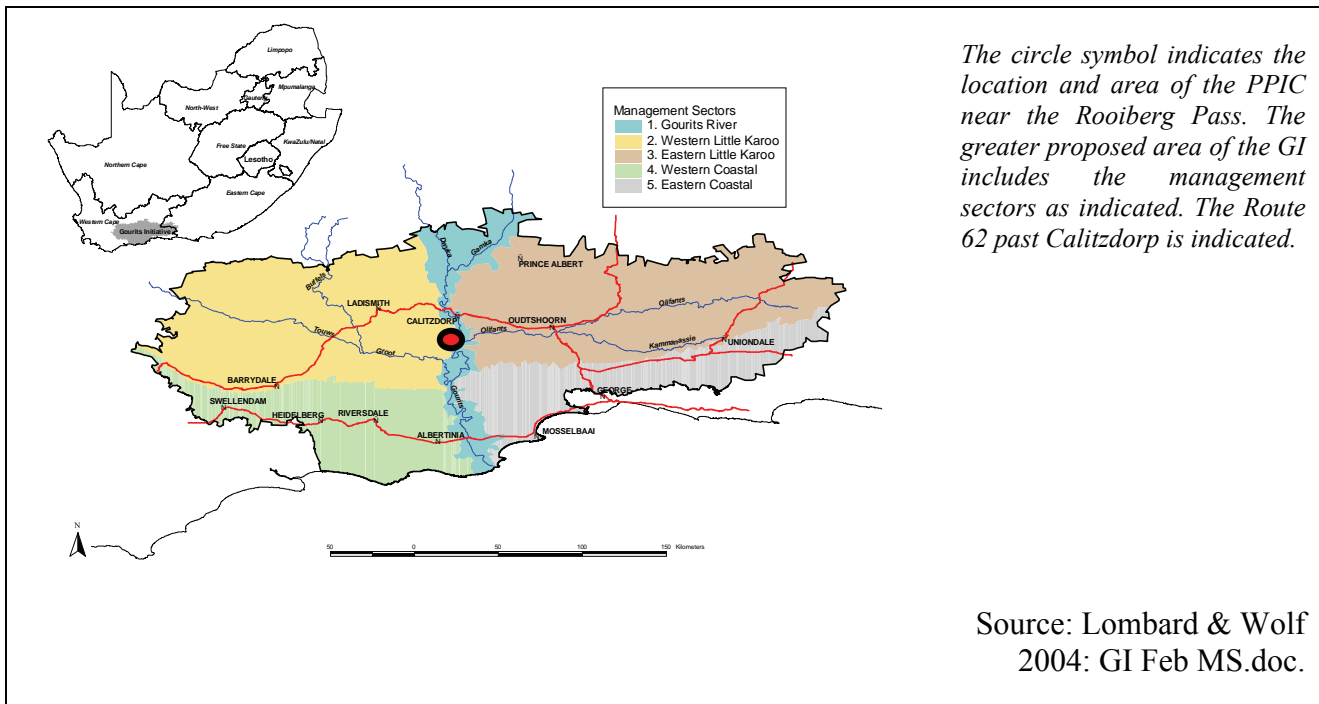 Limpopo
Mpumalanga
Gauteng
North-West
Free State
KwaZulu/Natal
Lesotho
Northern Cape
Eastern Cape
Western Cape
Gourits Initiative
Management Sectors
1. Gourits River
2. Western Little Karoo
3. Eastern Little Karoo
4. Western Coastal
5. Eastern Coastal
The circle symbol indicates the
location and area of the PPIC
near the Rooiberg Pass. The
greater proposed area of the GI
includes the management
sectors as indicated. The Route
62 past Calitzdorp is indicated.
Dwyka
Gamka
PRINCE ALBERT
Buffels
LADISMITH
CALITZDORP
Olifants
OUDTSHOORN
Olifants
Touws
Groot
Kammanassie
UNIONDALE
BARRYDALE
Gourits
GEORGE
SWELLENDAM
HEIDELBERG
RIVERSDALE
ALBERTINIA
MOSSELBAAI
N
50 0 50 100 150 Kilometers
Source: Lombard & Wolf
2004: GI Feb MS.doc.